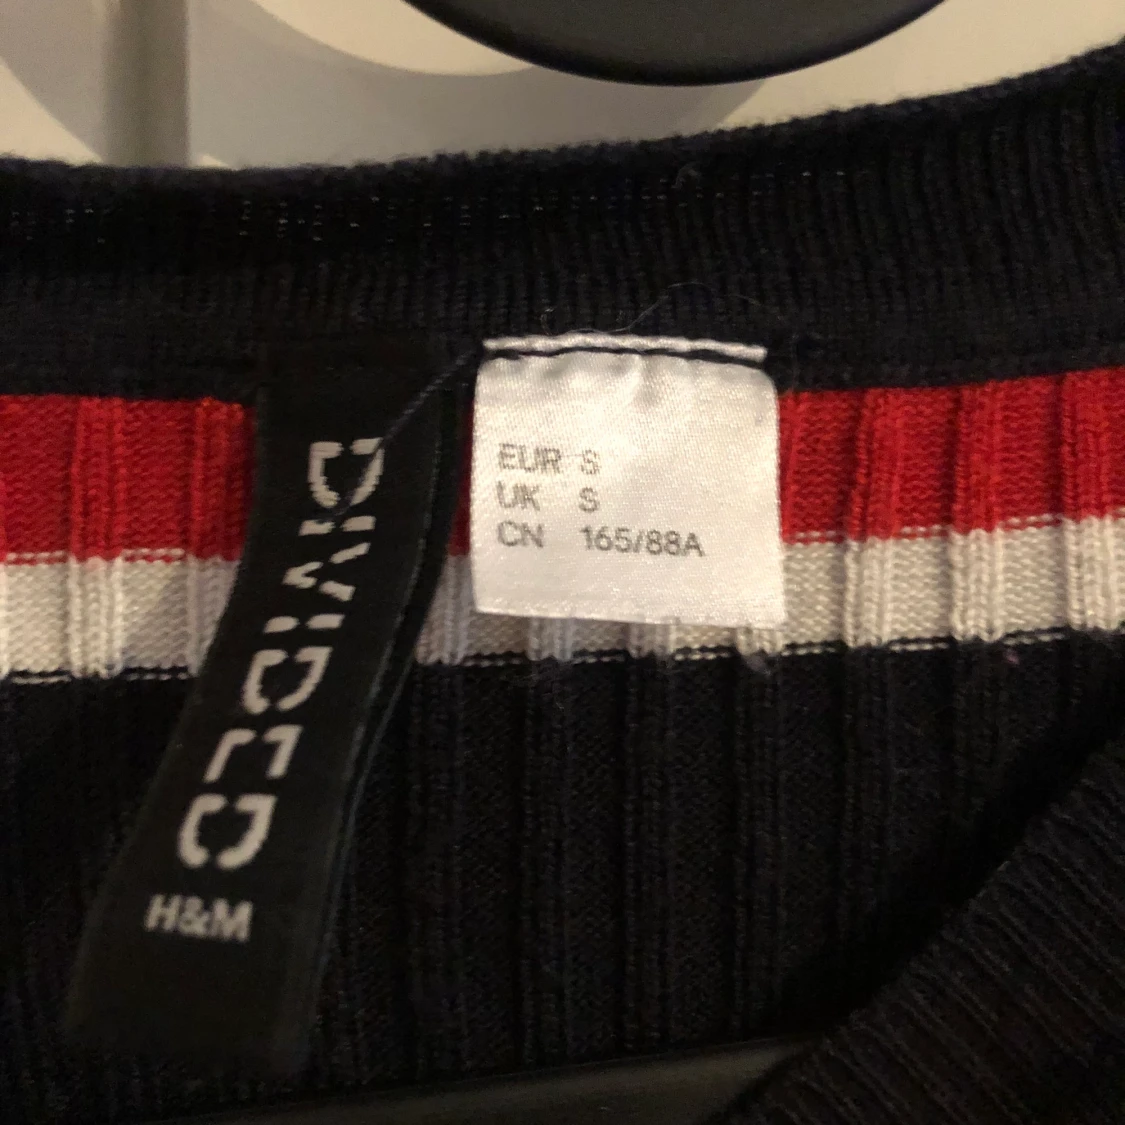 DIVIDED
H&M
EUR S
UK S
CN 165/88A